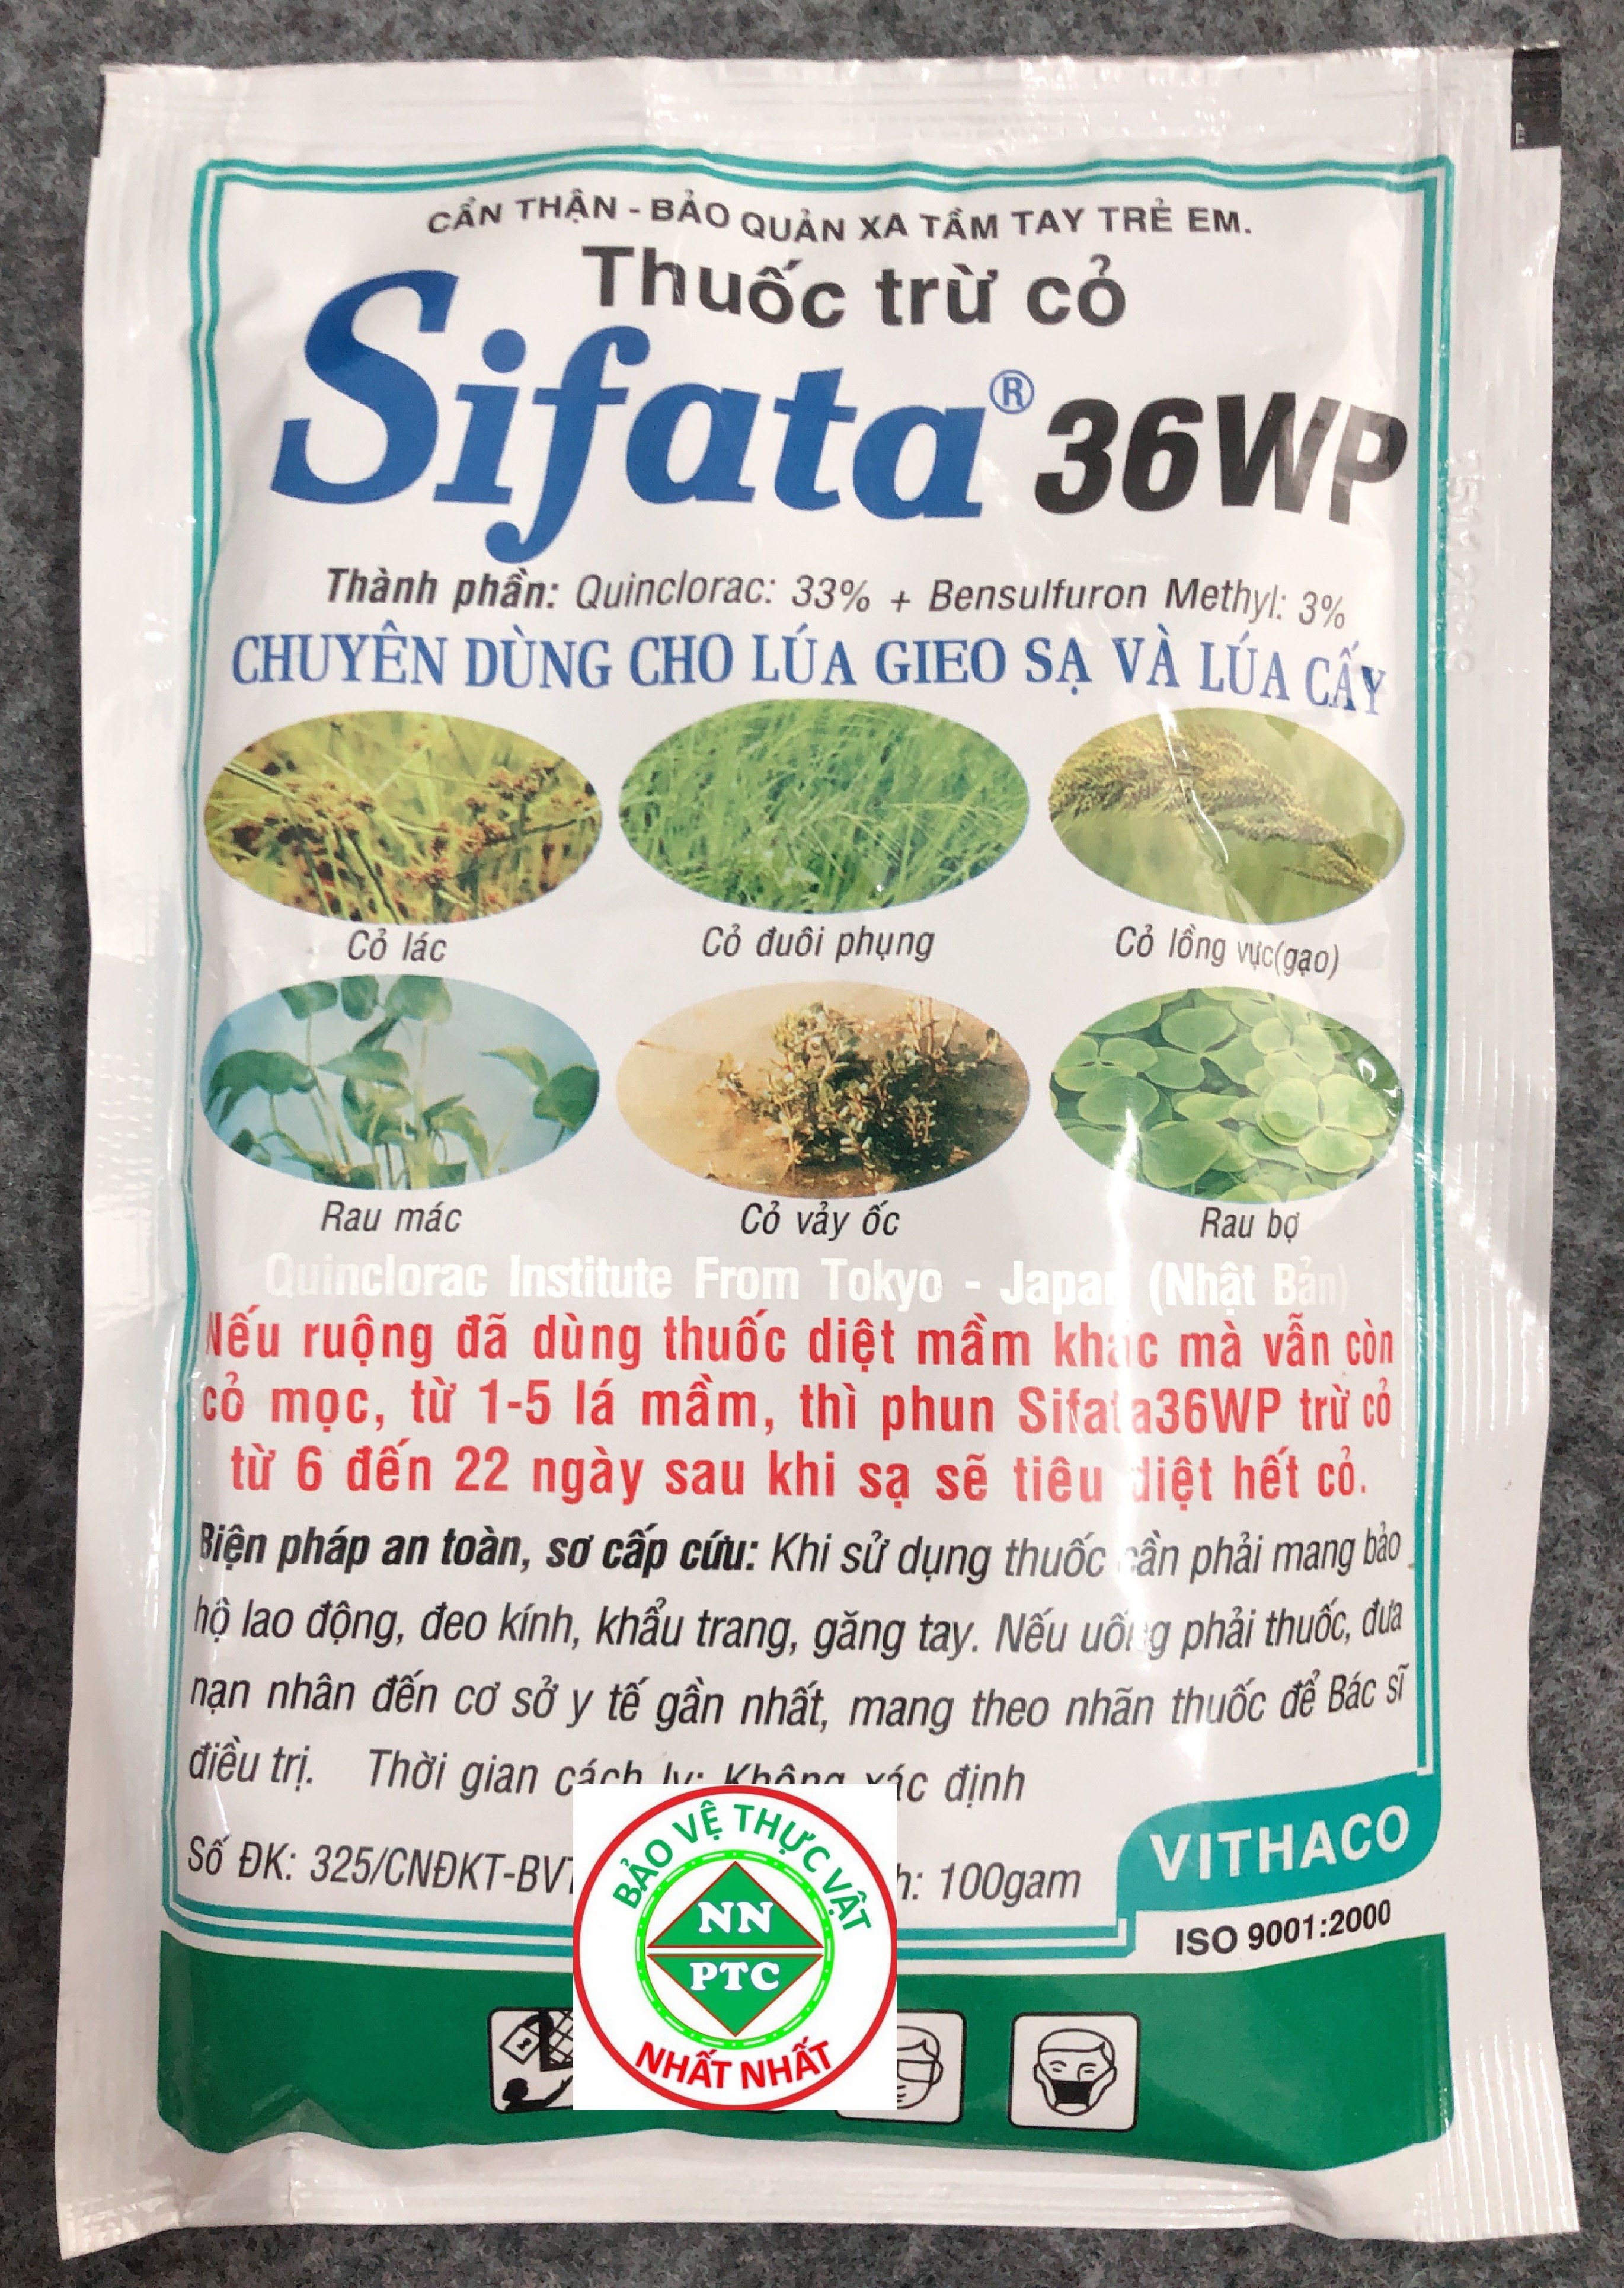 CẨN THẬN - BẢO QUẢN XA TẦM TAY TRẺ EM.
Thuốc trừ cỏ
Sifata® 36WP
Thành phần: Quinclorac: 33% + Bensulfuron Methyl: 3%
CHUYÊN DÙNG CHO LÚA GIEO SẠ VÀ LÚA CẤY
Cỏ lác
Cỏ đuôi phụng
Cỏ lồng vực(gạo)
Rau mác
Cỏ vảy ốc
Rau bợ
Quinclorac Institute From Tokyo - Japan (Nhật Bản)
Nếu ruộng đã dùng thuốc diệt mầm khác mà vẫn còn
cỏ mọc, từ 1-5 lá mầm, thì phun Sifata36WP trừ cỏ
từ 6 đến 22 ngày sau khi sạ sẽ tiêu diệt hết cỏ.
Biện pháp an toàn, sơ cấp cứu: Khi sử dụng thuốc cần phải mang bảo
hộ lao động, đeo kính, khẩu trang, găng tay. Nếu uống phải thuốc, đưa
nạn nhân đến cơ sở y tế gần nhất, mang theo nhãn thuốc để Bác sĩ
điều trị. Thời gian cách ly: Không xác định
Số ĐK: 325/CNĐKT-BVT
h: 100gam
VITHACO
ISO 9001:2000
BẢO VỆ THỰC VẬT
NN
PTC
NHẤT NHẤT